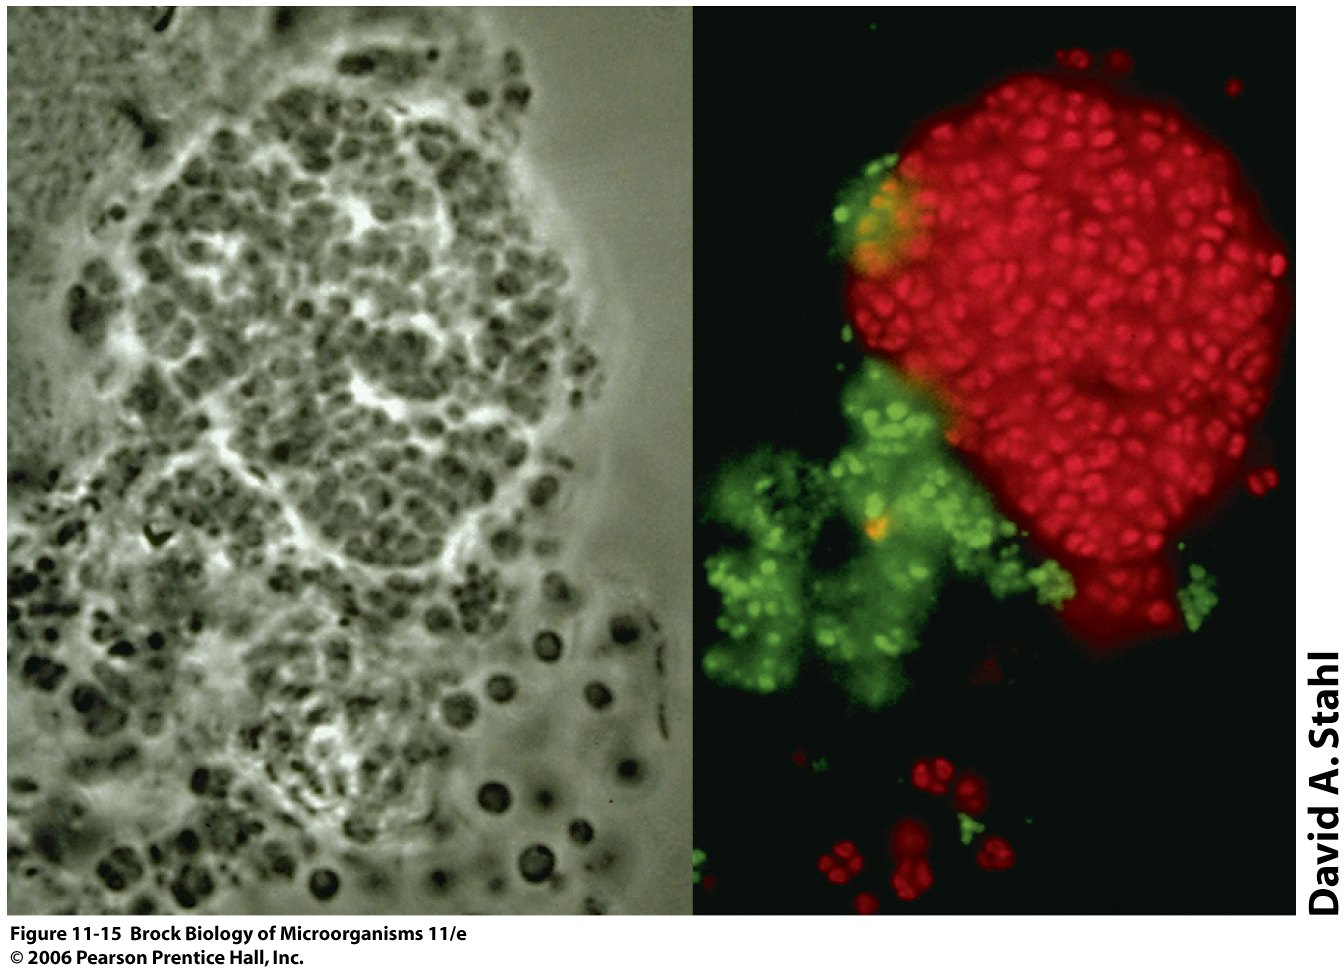 David A. Stahl
Figure 11-15 Brock Biology of Microorganisms 11/e
© 2006 Pearson Prentice Hall, Inc.